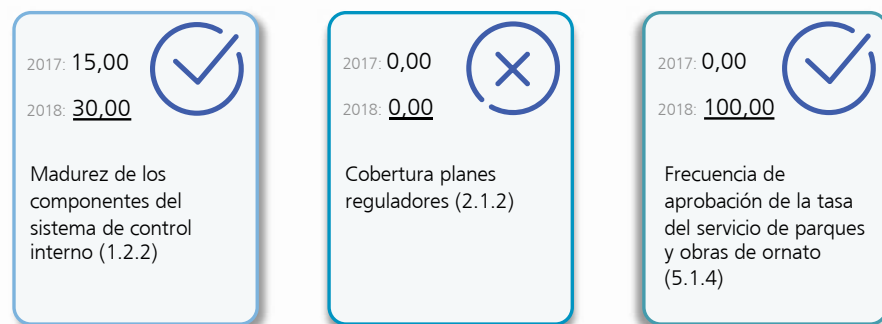 2017: 15,00
2018: 30,00
Madurez de los
componentes del
sistema de control
interno (1.2.2)
2017: 0,00
2018: 0,00
Cobertura planes
reguladores (2.1.2)
2017: 0,00
2018: 100,00
Frecuencia de
aprobación de la tasa
del servicio de parques
y obras de ornato
(5.1.4)